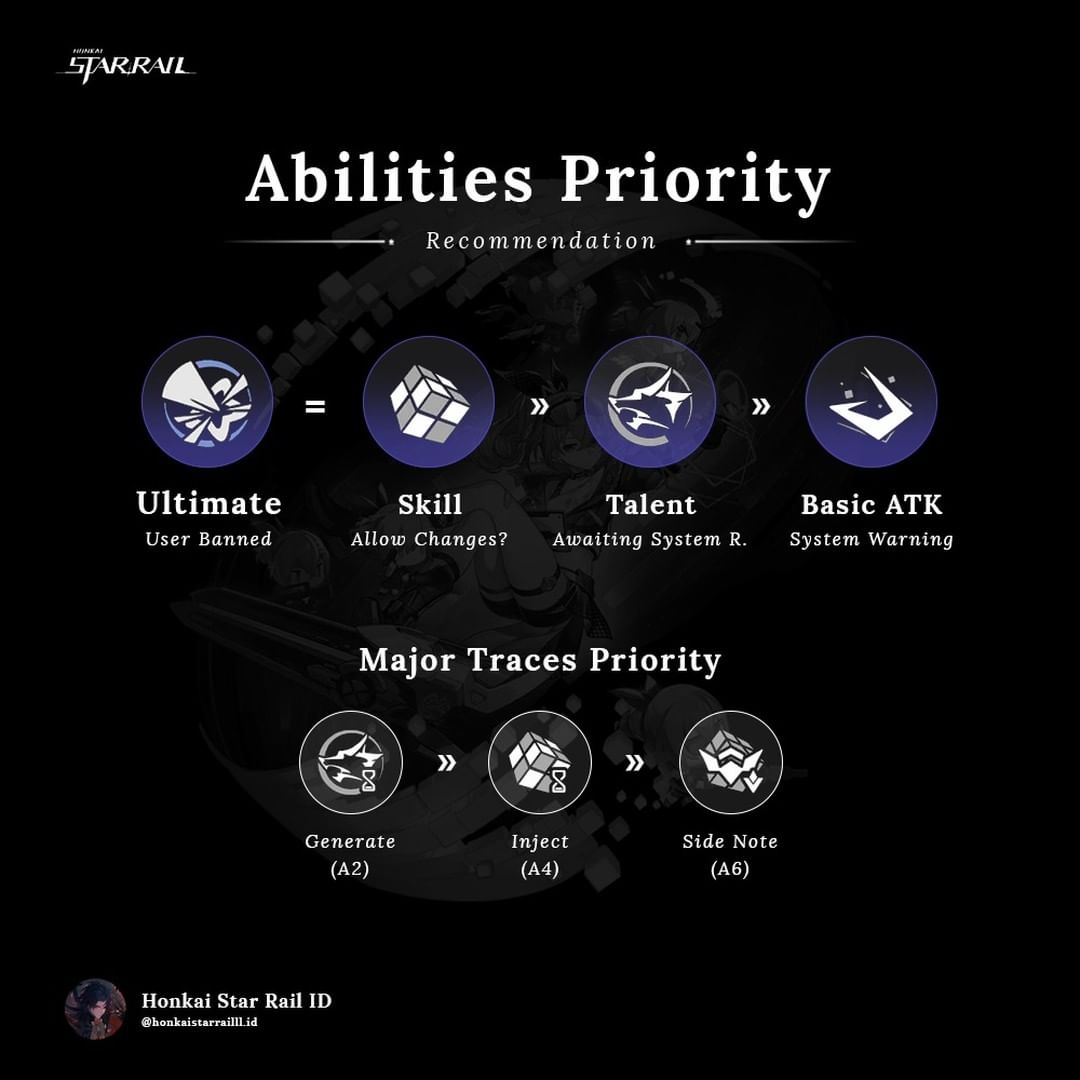 HONKAI
STAR RAIL
Abilities Priority
Recommendation
= » »
Ultimate Skill Talent Basic ATK
User Banned Allow Changes? Awaiting System R. System Warning
Major Traces Priority
» »
Generate Inject Side Note
(A2) (A4) (A6)
Honkai Star Rail ID
@honkaistarrailll.id